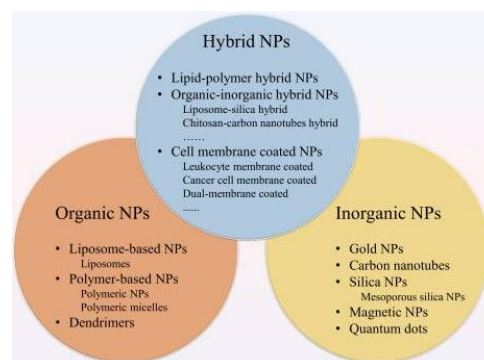 Hybrid NPs
• Lipid-polymer hybrid NPs
• Organic-inorganic hybrid NPs
Liposome-silica hybrid
Chitosan-carbon nanotubes hybrid
……
• Cell membrane coated NPs
Leukocyte membrane coated
Cancer cell membrane coated
Dual-membrane coated
......
Organic NPs
• Liposome-based NPs
Liposomes
• Polymer-based NPs
Polymeric NPs
Polymeric micelles
• Dendrimers
Inorganic NPs
• Gold NPs
• Carbon nanotubes
• Silica NPs
Mesoporous silica NPs
• Magnetic NPs
• Quantum dots